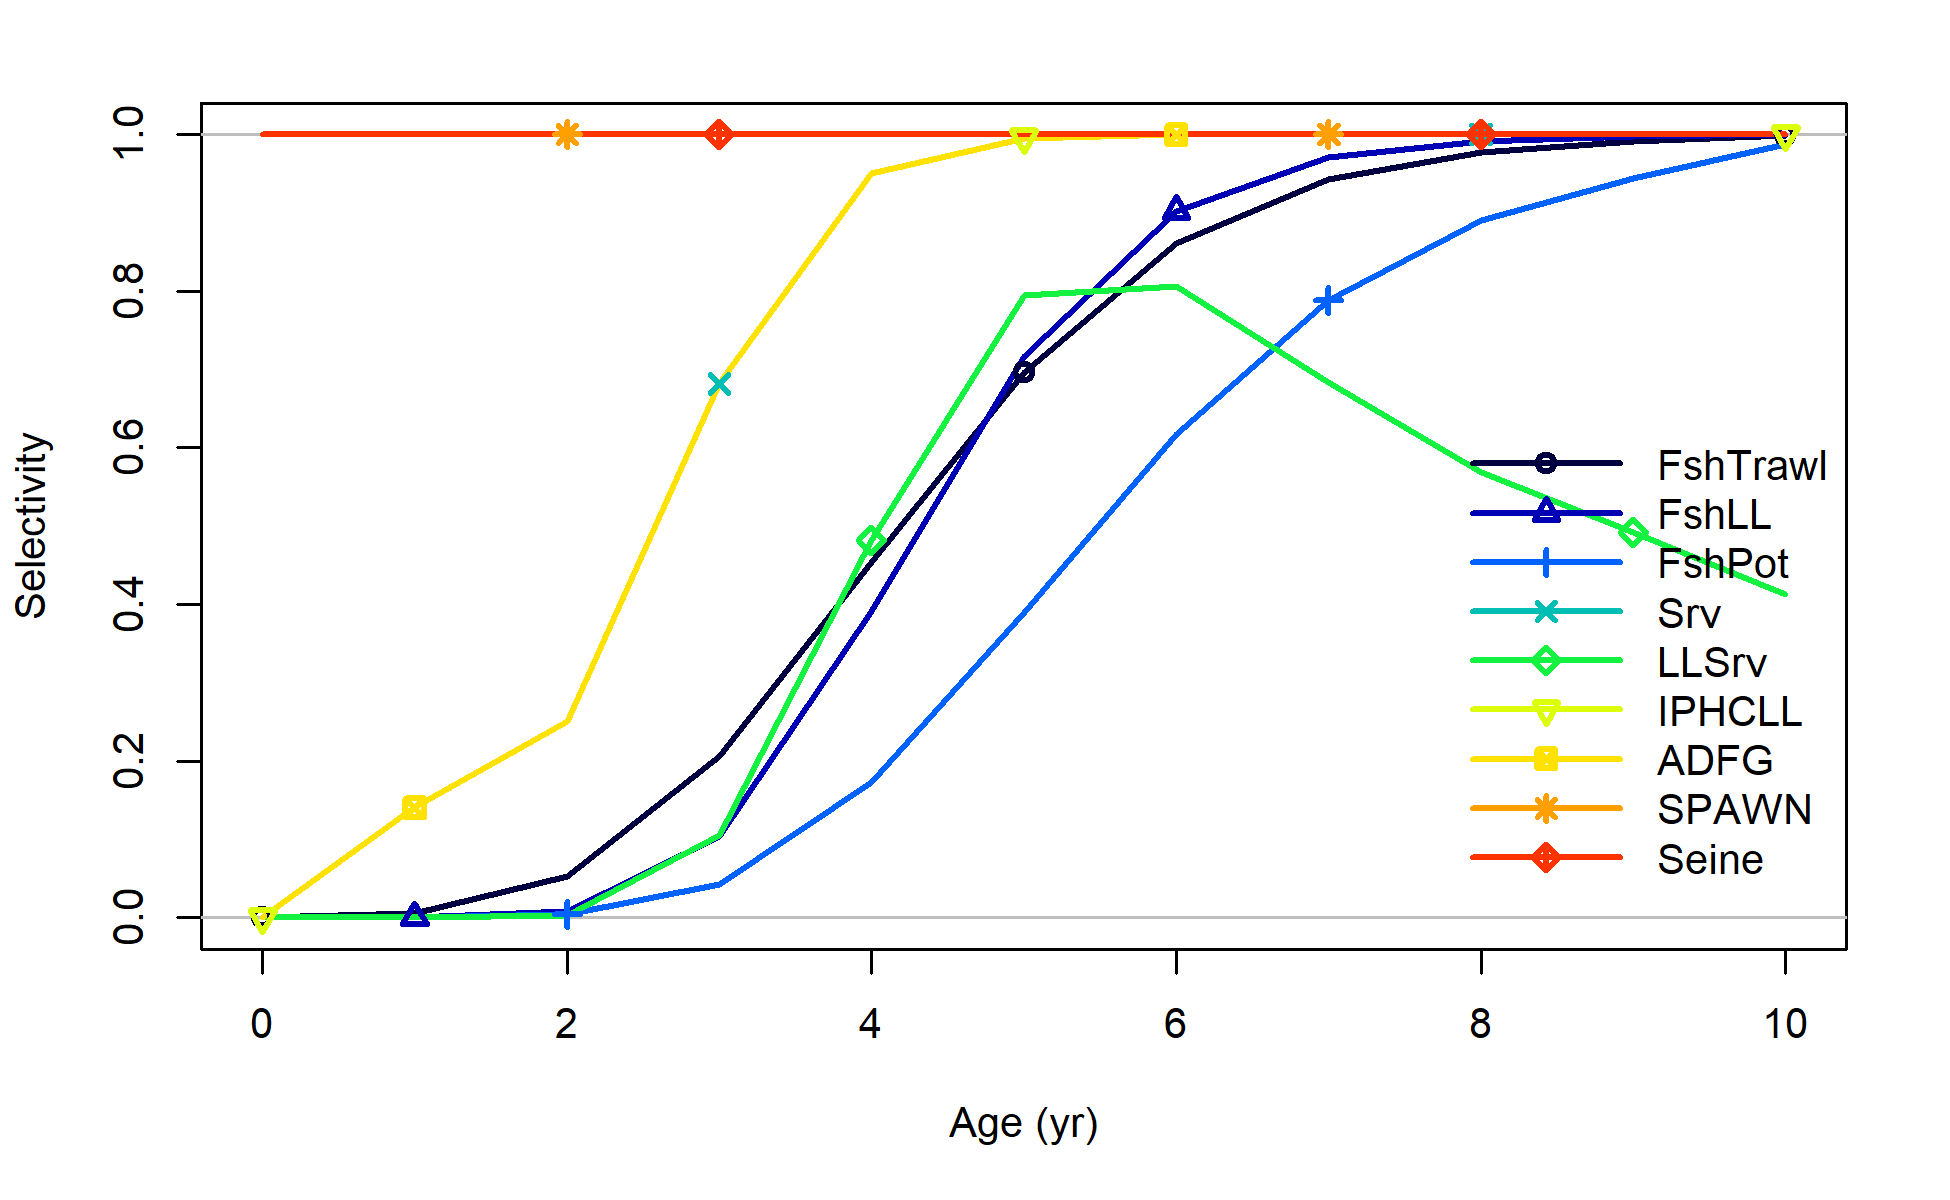 1.0
0.8
0.6
0.4
0.2
0.0
Selectivity
FshTrawl
FshLL
FshPot
Srv
LLSrv
IPHCLL
ADFG
SPAWN
Seine
0 2 4 6 8 10
Age (yr)